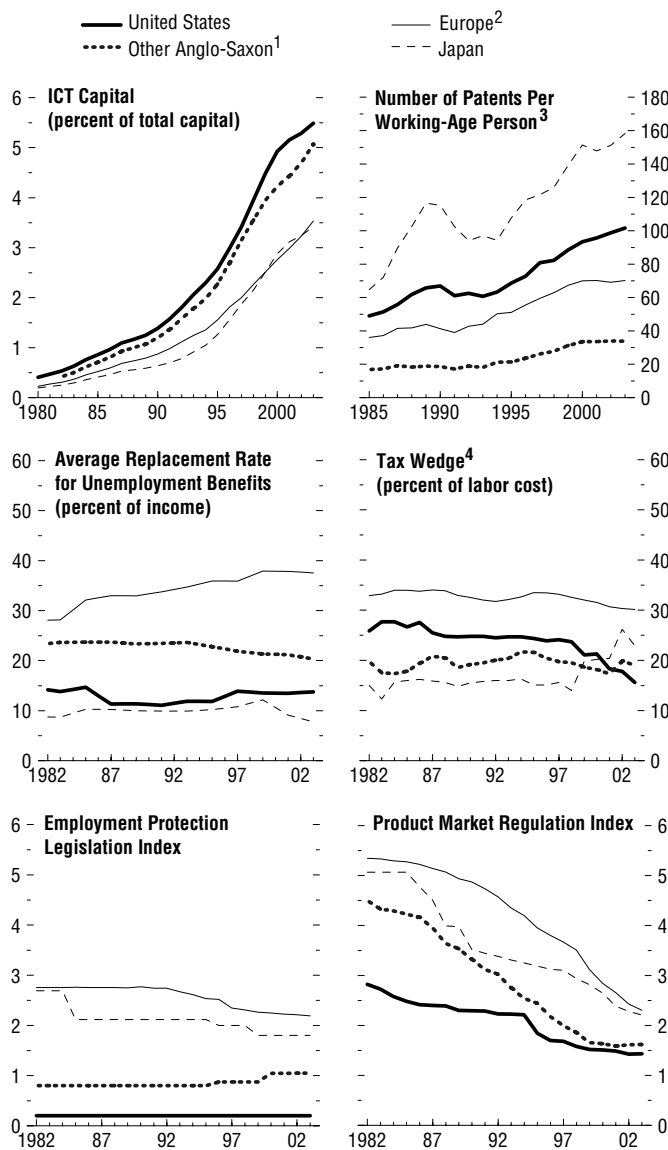 United States
Europe2
Other Anglo-Saxon1
Japan
ICT Capital
(percent of total capital)
6
5
4
3
2
1
0
1980 85 90 95 2000
Number of Patents Per
Working-Age Person3
180
160
140
120
100
80
60
40
20
0
1985 1990 1995 2000
Average Replacement Rate
for Unemployment Benefits
(percent of income)
60
50
40
30
20
10
0
1982 87 92 97 02
Tax Wedge4
(percent of labor cost)
60
50
40
30
20
10
0
1982 87 92 97 02
Employment Protection
Legislation Index
6
5
4
3
2
1
0
1982 87 92 97 02
Product Market Regulation Index
6
5
4
3
2
1
0
1982 87 92 97 02